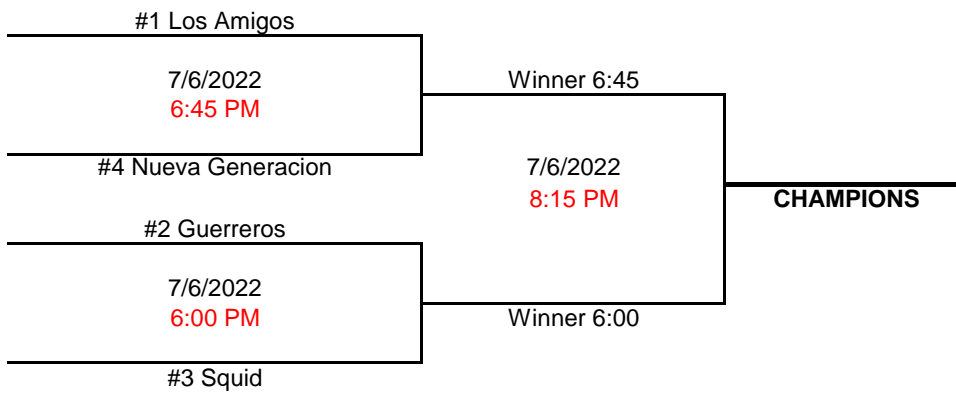 #1 Los Amigos
7/6/2022
6:45 PM
Winner 6:45
#4 Nueva Generacion
7/6/2022
8:15 PM
CHAMPIONS
#2 Guerreros
7/6/2022
6:00 PM
Winner 6:00
#3 Squid